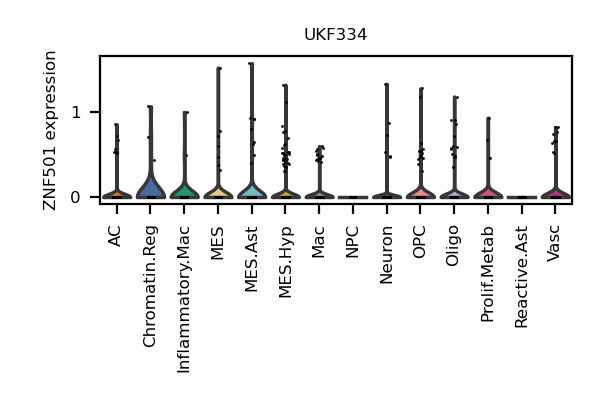 UKF334
ZNF501 expression
1
0
AC
Chromatin.Reg
Inflammatory.Mac
MES
MES.Ast
MES.Hyp
Mac
NPC
Neuron
OPC
Oligo
Prolif.Metab
Reactive.Ast
Vasc